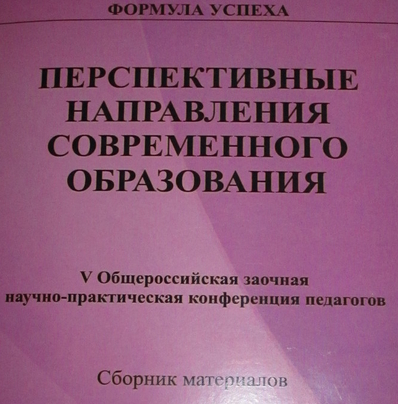 ФОРМУЛА УСПЕХА
ПЕРСПЕКТИВНЫЕ
НАПРАВЛЕНИЯ
СОВРЕМЕННОГО
ОБРАЗОВАНИЯ
V Общероссийская заочная
научно-практическая конференция педагогов
Сборник материалов